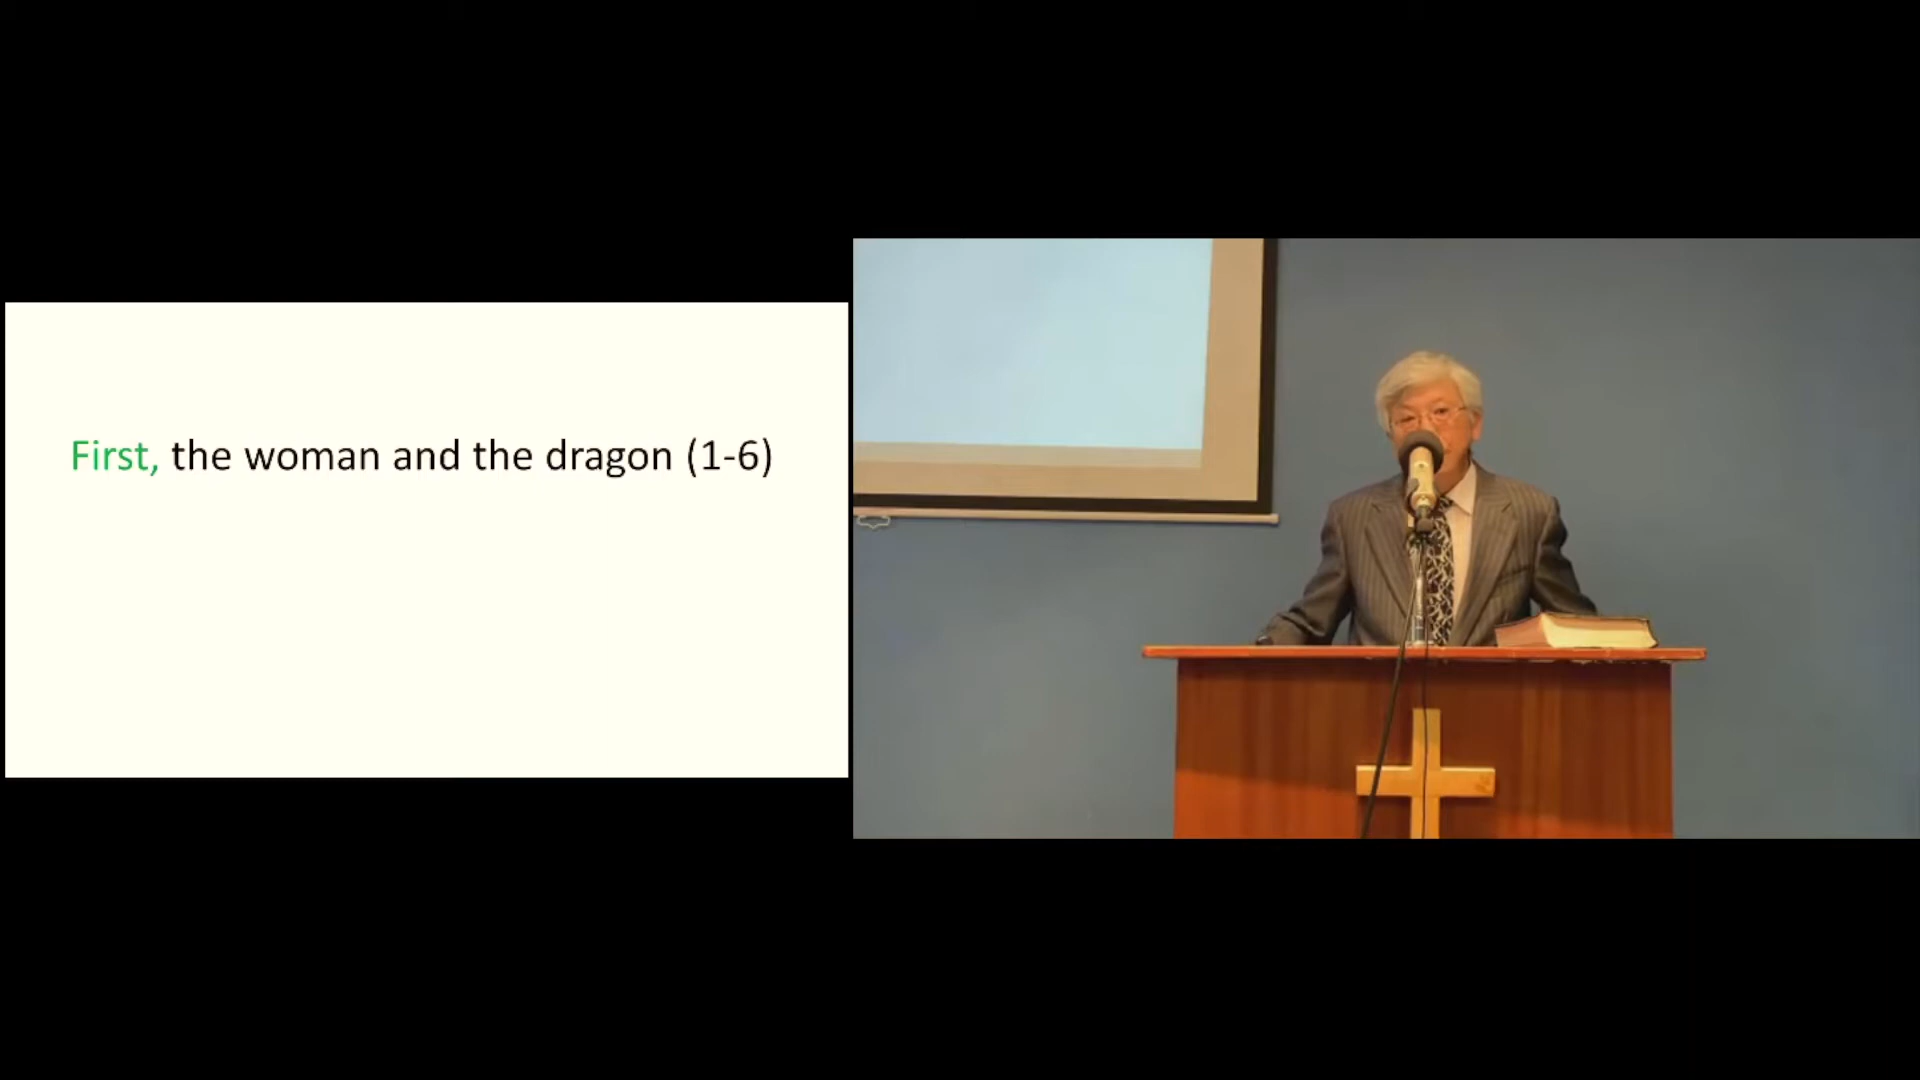 First, the woman and the dragon (1-6)